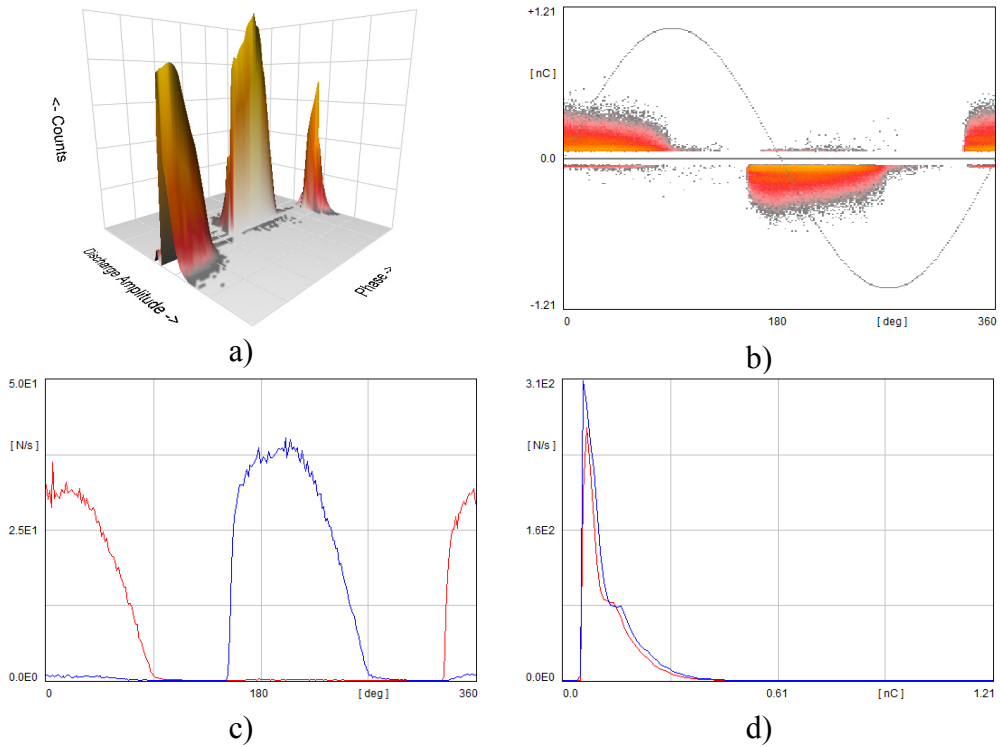 <- Counts
Discharge Amplitude ->
Phase ->
a)
+1.21
[ nC ]
0.0
-1.21
0
180
[ deg ]
360
b)
5.0E1
[ N/s ]
2.5E1
0.0E0
0
180
[ deg ]
360
c)
3.1E2
[ N/s ]
1.6E2
0.0E0
0.0
0.61
[ nC ]
1.21
d)